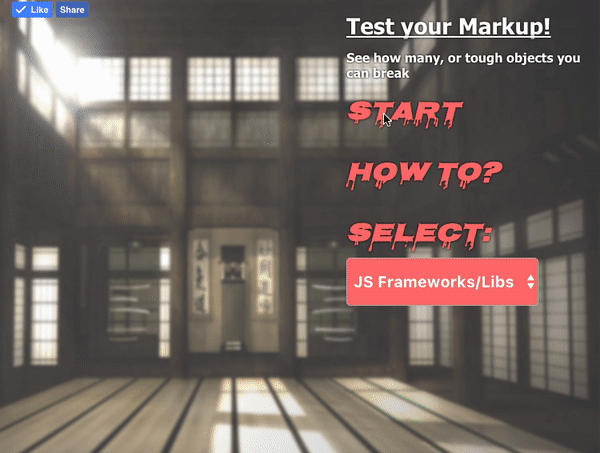 Like Share
Test your Markup!
See how many, or tough objects you
can break
START
HOW TO?
SELECT:
JS Frameworks/Libs